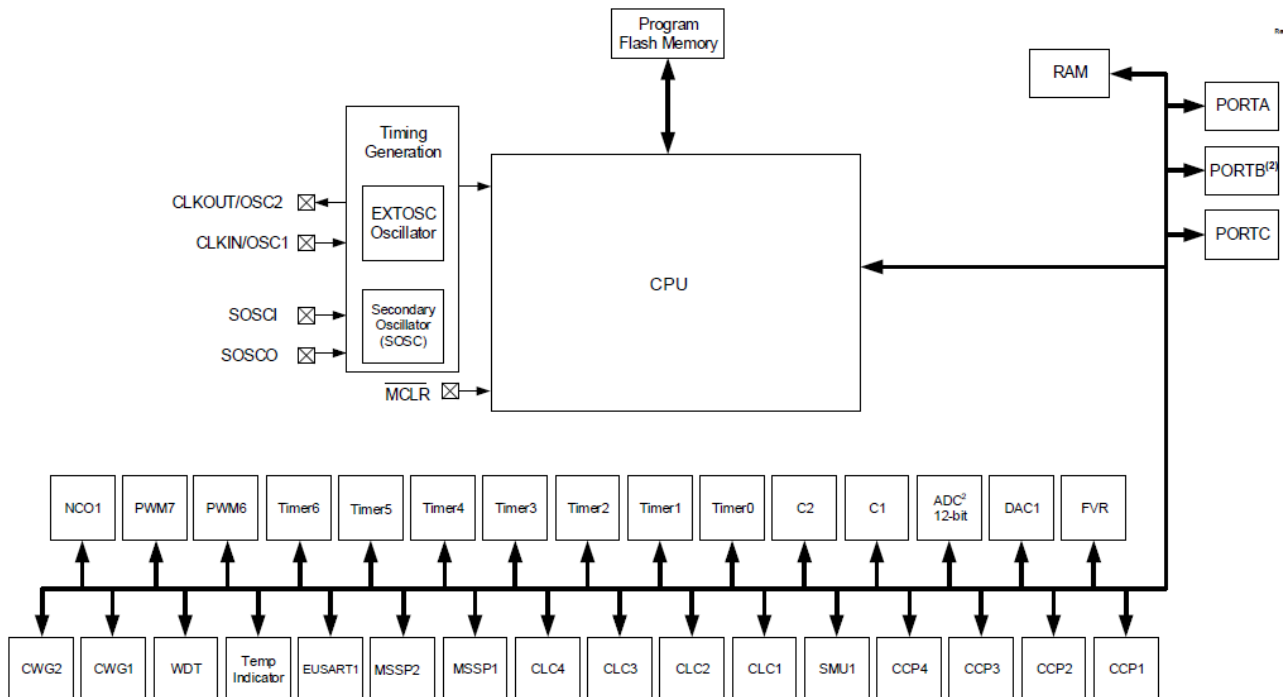 Program
Flash Memory
RAM
PORTA
Timing
Generation
PORTB(2)
CLKOUT/OSC2
EXTOSC
Oscillator
CLKIN/OSC1
PORTC
CPU
SOSCI
Secondary
Oscillator
(SOSC)
SOSCO
MCLR
NCO1
PWM7
PWM6
Timer6
Timer5
Timer4
Timer3
Timer2
Timer1
Timer0
C2
C1
ADC²
12-bit
DAC1
FVR
CWG2
CWG1
WDT
Temp
Indicator
EUSART1
MSSP2
MSSP1
CLC4
CLC3
CLC2
CLC1
SMU1
CCP4
CCP3
CCP2
CCP1